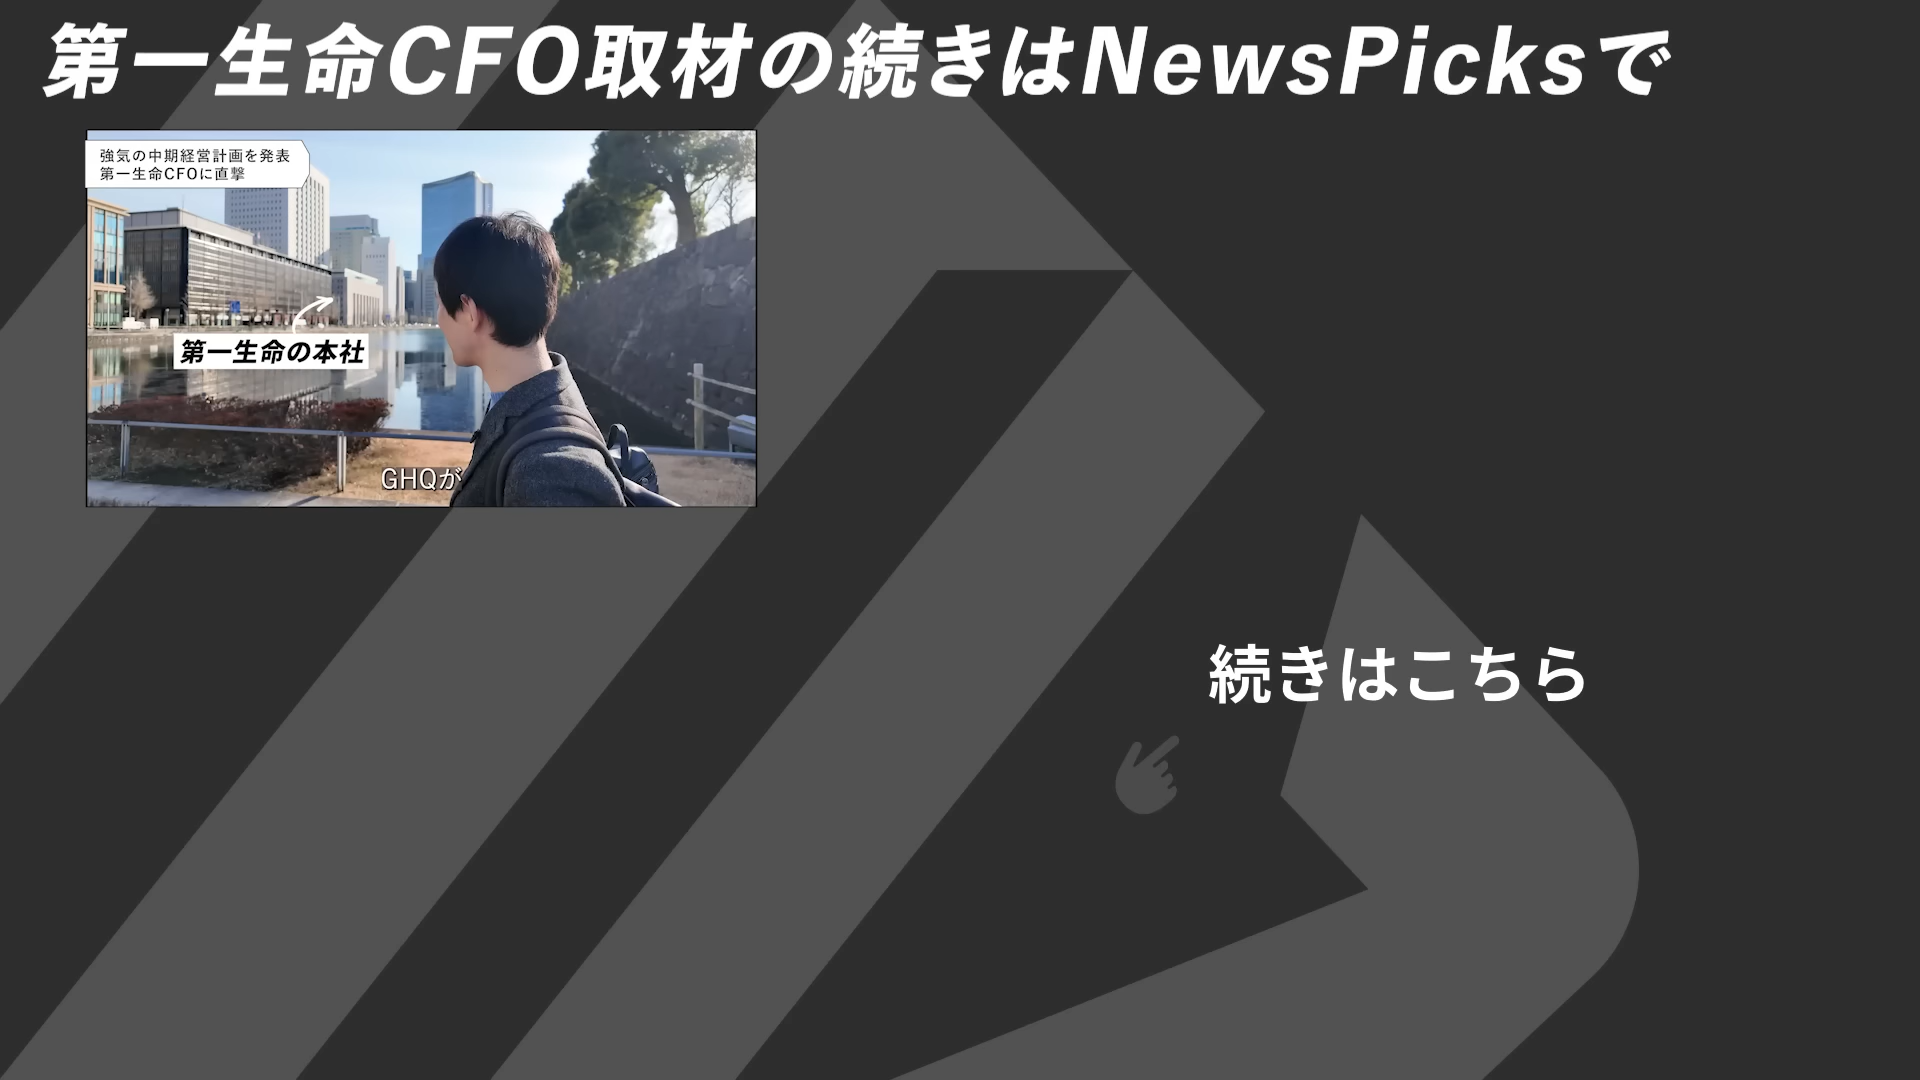 第一生命CFO取材の続きはNewsPicksで
強気の中期経営計画を発表
第一生命CFOに直撃
第一生命の本社
GHQが
続きはこちら